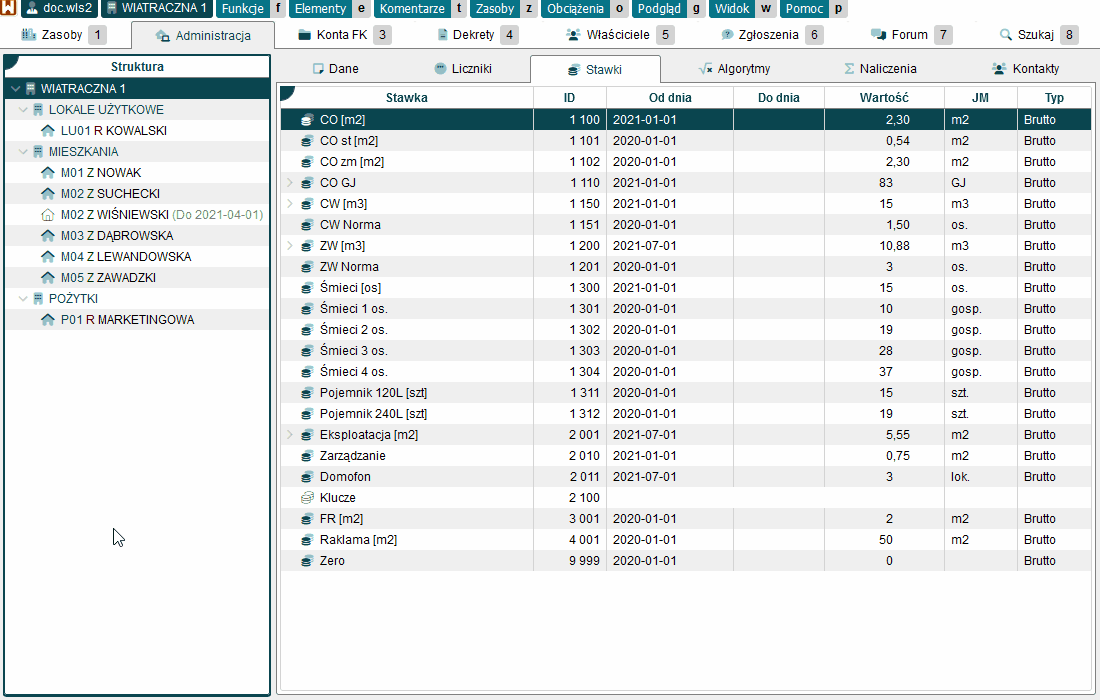 W doc.wls2 WIATRACZNA 1 Funkcje f Elementy e Komentarze t Zasoby z Obciążenia o Podgląd g Widok w Pomoc p
Zasoby 1 Administracja Konta FK 3 Dekrety 4 Właściciele 5 Zgłoszenia 6 Forum 7 Szukaj 8
Struktura
WIATRACZNA 1
LOKALE UŻYTKOWE
LU01 R KOWALSKI
MIESZKANIA
M01 Z NOWAK
M02 Z SUCHECKI
M02 Z WIŚNIEWSKI (Do 2021-04-01)
M03 Z DĄBROWSKA
M04 Z LEWANDOWSKA
M05 Z ZAWADZKI
POŻYTKI
P01 R MARKETINGOWA
Dane Liczniki Stawki Algorytmy Naliczenia Kontakty
Stawka ID Od dnia Do dnia Wartość JM Typ
CO [m2] 1 100 2021-01-01 2,30 m2 Brutto
CO st [m2] 1 101 2020-01-01 0,54 m2 Brutto
CO zm [m2] 1 102 2020-01-01 2,30 m2 Brutto
CO GJ 1 110 2021-01-01 83 GJ Brutto
CW [m3] 1 150 2021-01-01 15 m3 Brutto
CW Norma 1 151 2020-01-01 1,50 os. Brutto
ZW [m3] 1 200 2021-07-01 10,88 m3 Brutto
ZW Norma 1 201 2020-01-01 3 os. Brutto
Śmieci [os] 1 300 2021-01-01 15 os. Brutto
Śmieci 1 os. 1 301 2020-01-01 10 gosp. Brutto
Śmieci 2 os. 1 302 2020-01-01 19 gosp. Brutto
Śmieci 3 os. 1 303 2020-01-01 28 gosp. Brutto
Śmieci 4 os. 1 304 2020-01-01 37 gosp. Brutto
Pojemnik 120L [szt] 1 311 2020-01-01 15 szt. Brutto
Pojemnik 240L [szt] 1 312 2020-01-01 19 szt. Brutto
Eksploatacja [m2] 2 001 2021-07-01 5,55 m2 Brutto
Zarządzanie 2 010 2021-01-01 0,75 m2 Brutto
Domofon 2 011 2021-07-01 3 lok. Brutto
Klucze 2 100
FR [m2] 3 001 2020-01-01 2 m2 Brutto
Raklama [m2] 4 001 2020-01-01 50 m2 Brutto
Zero 9 999 2020-01-01 0 Brutto